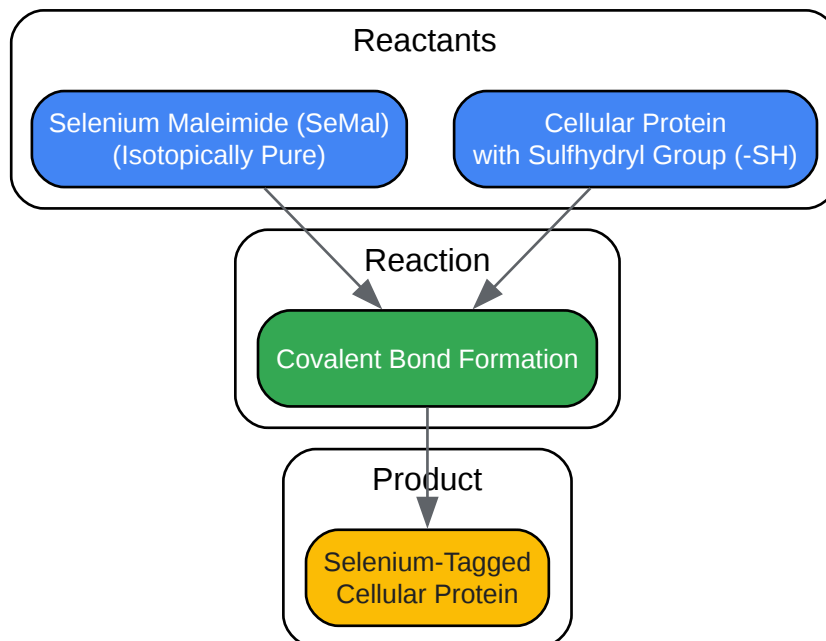 Reactants
Selenium Maleimide (SeMal)
(Isotopically Pure)
Cellular Protein
with Sulfhydryl Group (-SH)
Reaction
Covalent Bond Formation
Product
Selenium-Tagged
Cellular Protein